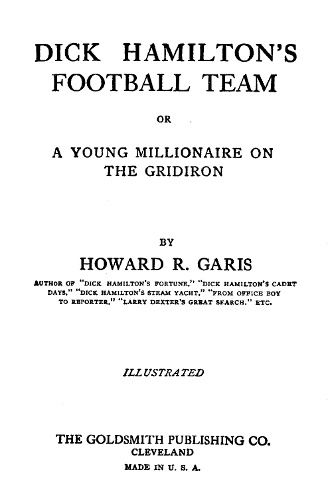 DICK HAMILTON'S
FOOTBALL TEAM
OR
A YOUNG MILLIONAIRE ON
THE GRIDIRON
BY
HOWARD R. GARIS
AUTHOR OF "DICK HAMILTON'S FORTUNE," "DICK HAMILTON'S CADET
DAYS," "DICK HAMILTON'S STEAM YACHT," "FROM OFFICE BOY
TO REPORTER," "LARRY DEXTER'S GREAT SEARCH." ETC.
ILLUSTRATED
THE GOLDSMITH PUBLISHING CO.
CLEVELAND
MADE IN U. S. A.